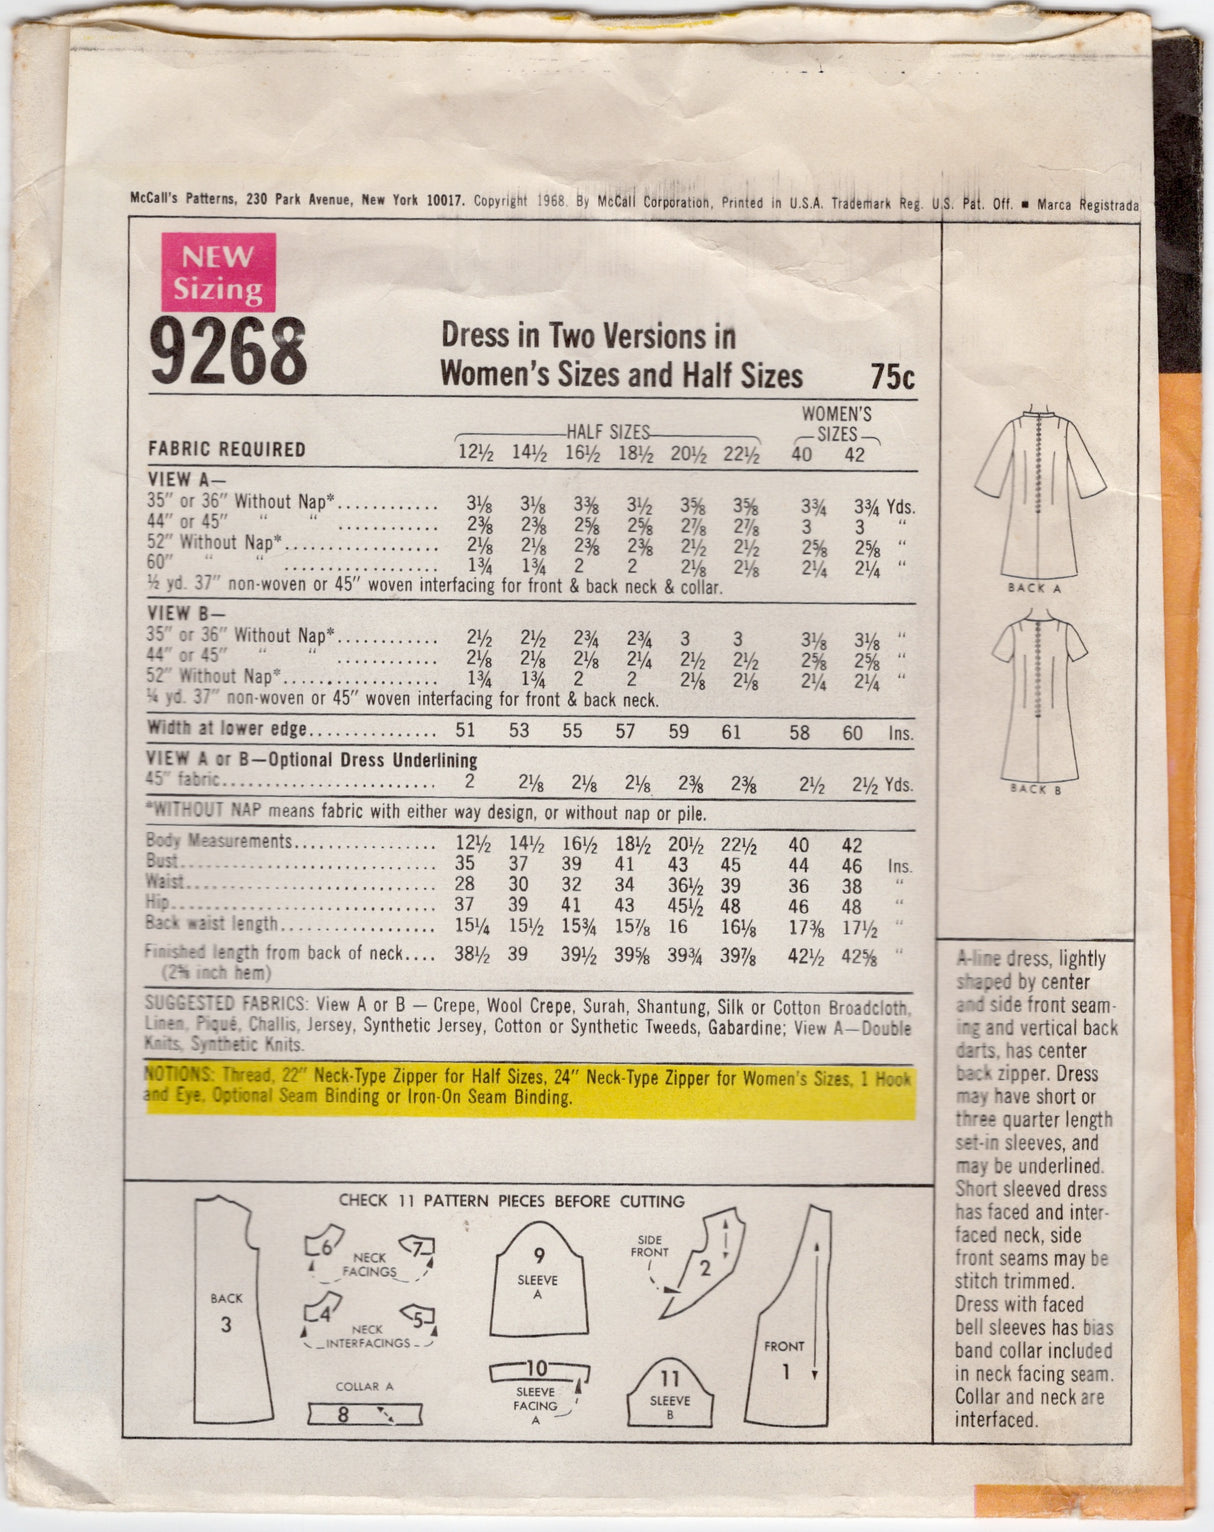 McCall's Patterns, 230 Park Avenue, New York 10017. Copyright 1968. By McCall Corporation, Printed in U.S.A. Trademark Reg. U.S. Pat. Off. ■ Marca Registrada
NEW
Sizing
9268
Dress in Two Versions in
Women's Sizes and Half Sizes 75c
WOMEN'S
HALF SIZES SIZES
FABRIC REQUIRED 12½ 14½ 16½ 18½ 20½ 22½ 40 42
VIEW A—
35″ or 36″ Without Nap*............ 3⅛ 3⅛ 3⅜ 3½ 3⅝ 3⅝ 3¾ 3¾ Yds.
44″ or 45″ “ “ ............ 2⅜ 2⅜ 2⅝ 2⅝ 2⅞ 2⅞ 3 3 “
52″ Without Nap*.................. 2⅛ 2⅛ 2⅜ 2⅜ 2½ 2½ 2⅝ 2⅝ “
60″ “ “ .................. 1¾ 1¾ 2 2 2⅛ 2⅛ 2¼ 2¼ “
½ yd. 37″ non-woven or 45″ woven interfacing for front & back neck & collar.
VIEW B—
35″ or 36″ Without Nap*............ 2½ 2½ 2¾ 2¾ 3 3 3⅛ 3⅛ “
44″ or 45″ “ “ ............ 2⅛ 2⅛ 2⅛ 2¼ 2½ 2½ 2⅝ 2⅝ “
52″ Without Nap*.................. 1¾ 1¾ 2 2 2⅛ 2⅛ 2¼ 2¼ “
¼ yd. 37″ non-woven or 45″ woven interfacing for front & back neck.
Width at lower edge............... 51 53 55 57 59 61 58 60 Ins.
VIEW A or B—Optional Dress Underlining
45″ fabric......................... 2 2⅛ 2⅛ 2⅛ 2⅜ 2⅜ 2½ 2½ Yds.
*WITHOUT NAP means fabric with either way design, or without nap or pile.
Body Measurements................. 12½ 14½ 16½ 18½ 20½ 22½ 40 42
Bust.............................. 35 37 39 41 43 45 44 46 Ins.
Waist............................. 28 30 32 34 36½ 39 36 38 “
Hip............................... 37 39 41 43 45½ 48 46 48 “
Back waist length.................. 15¼ 15½ 15¾ 15⅞ 16 16⅛ 17⅜ 17½ “
Finished length from back of neck.... 38½ 39 39½ 39⅝ 39¾ 39⅞ 42½ 42⅝ “
(2⅜ inch hem)
SUGGESTED FABRICS: View A or B — Crepe, Wool Crepe, Surah, Shantung, Silk or Cotton Broadcloth,
Linen, Piqué, Challis, Jersey, Synthetic Jersey, Cotton or Synthetic Tweeds, Gabardine; View A—Double
Knits, Synthetic Knits.
NOTIONS: Thread, 22″ Neck-Type Zipper for Half Sizes, 24″ Neck-Type Zipper for Women's Sizes, 1 Hook
and Eye, Optional Seam Binding or Iron-On Seam Binding.
BACK A
BACK B
A-line dress, lightly
shaped by center
and side front seam-
ing and vertical back
darts, has center
back zipper. Dress
may have short or
three quarter length
set-in sleeves, and
may be underlined.
Short sleeved dress
has faced and inter-
faced neck, side
front seams may be
stitch trimmed.
Dress with faced
bell sleeves has bias
band collar included
in neck facing seam.
Collar and neck are
interfaced.
CHECK 11 PATTERN PIECES BEFORE CUTTING
BACK
3
6 7
NECK
FACINGS
4 5
NECK
INTERFACINGS
COLLAR A
8
9
SLEEVE
A
10
SLEEVE
FACING
A
SIDE
FRONT
2
11
SLEEVE
B
FRONT
1